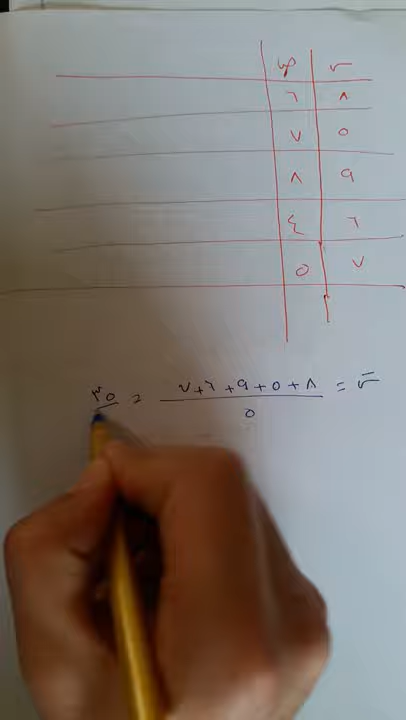 س ص
٨ ٦
٥ ٧
٩ ٨
٦ ٤
٧ ٥
س̄ = ٨ + ٥ + ٩ + ٦ + ٧ / ٥ = ٣٥